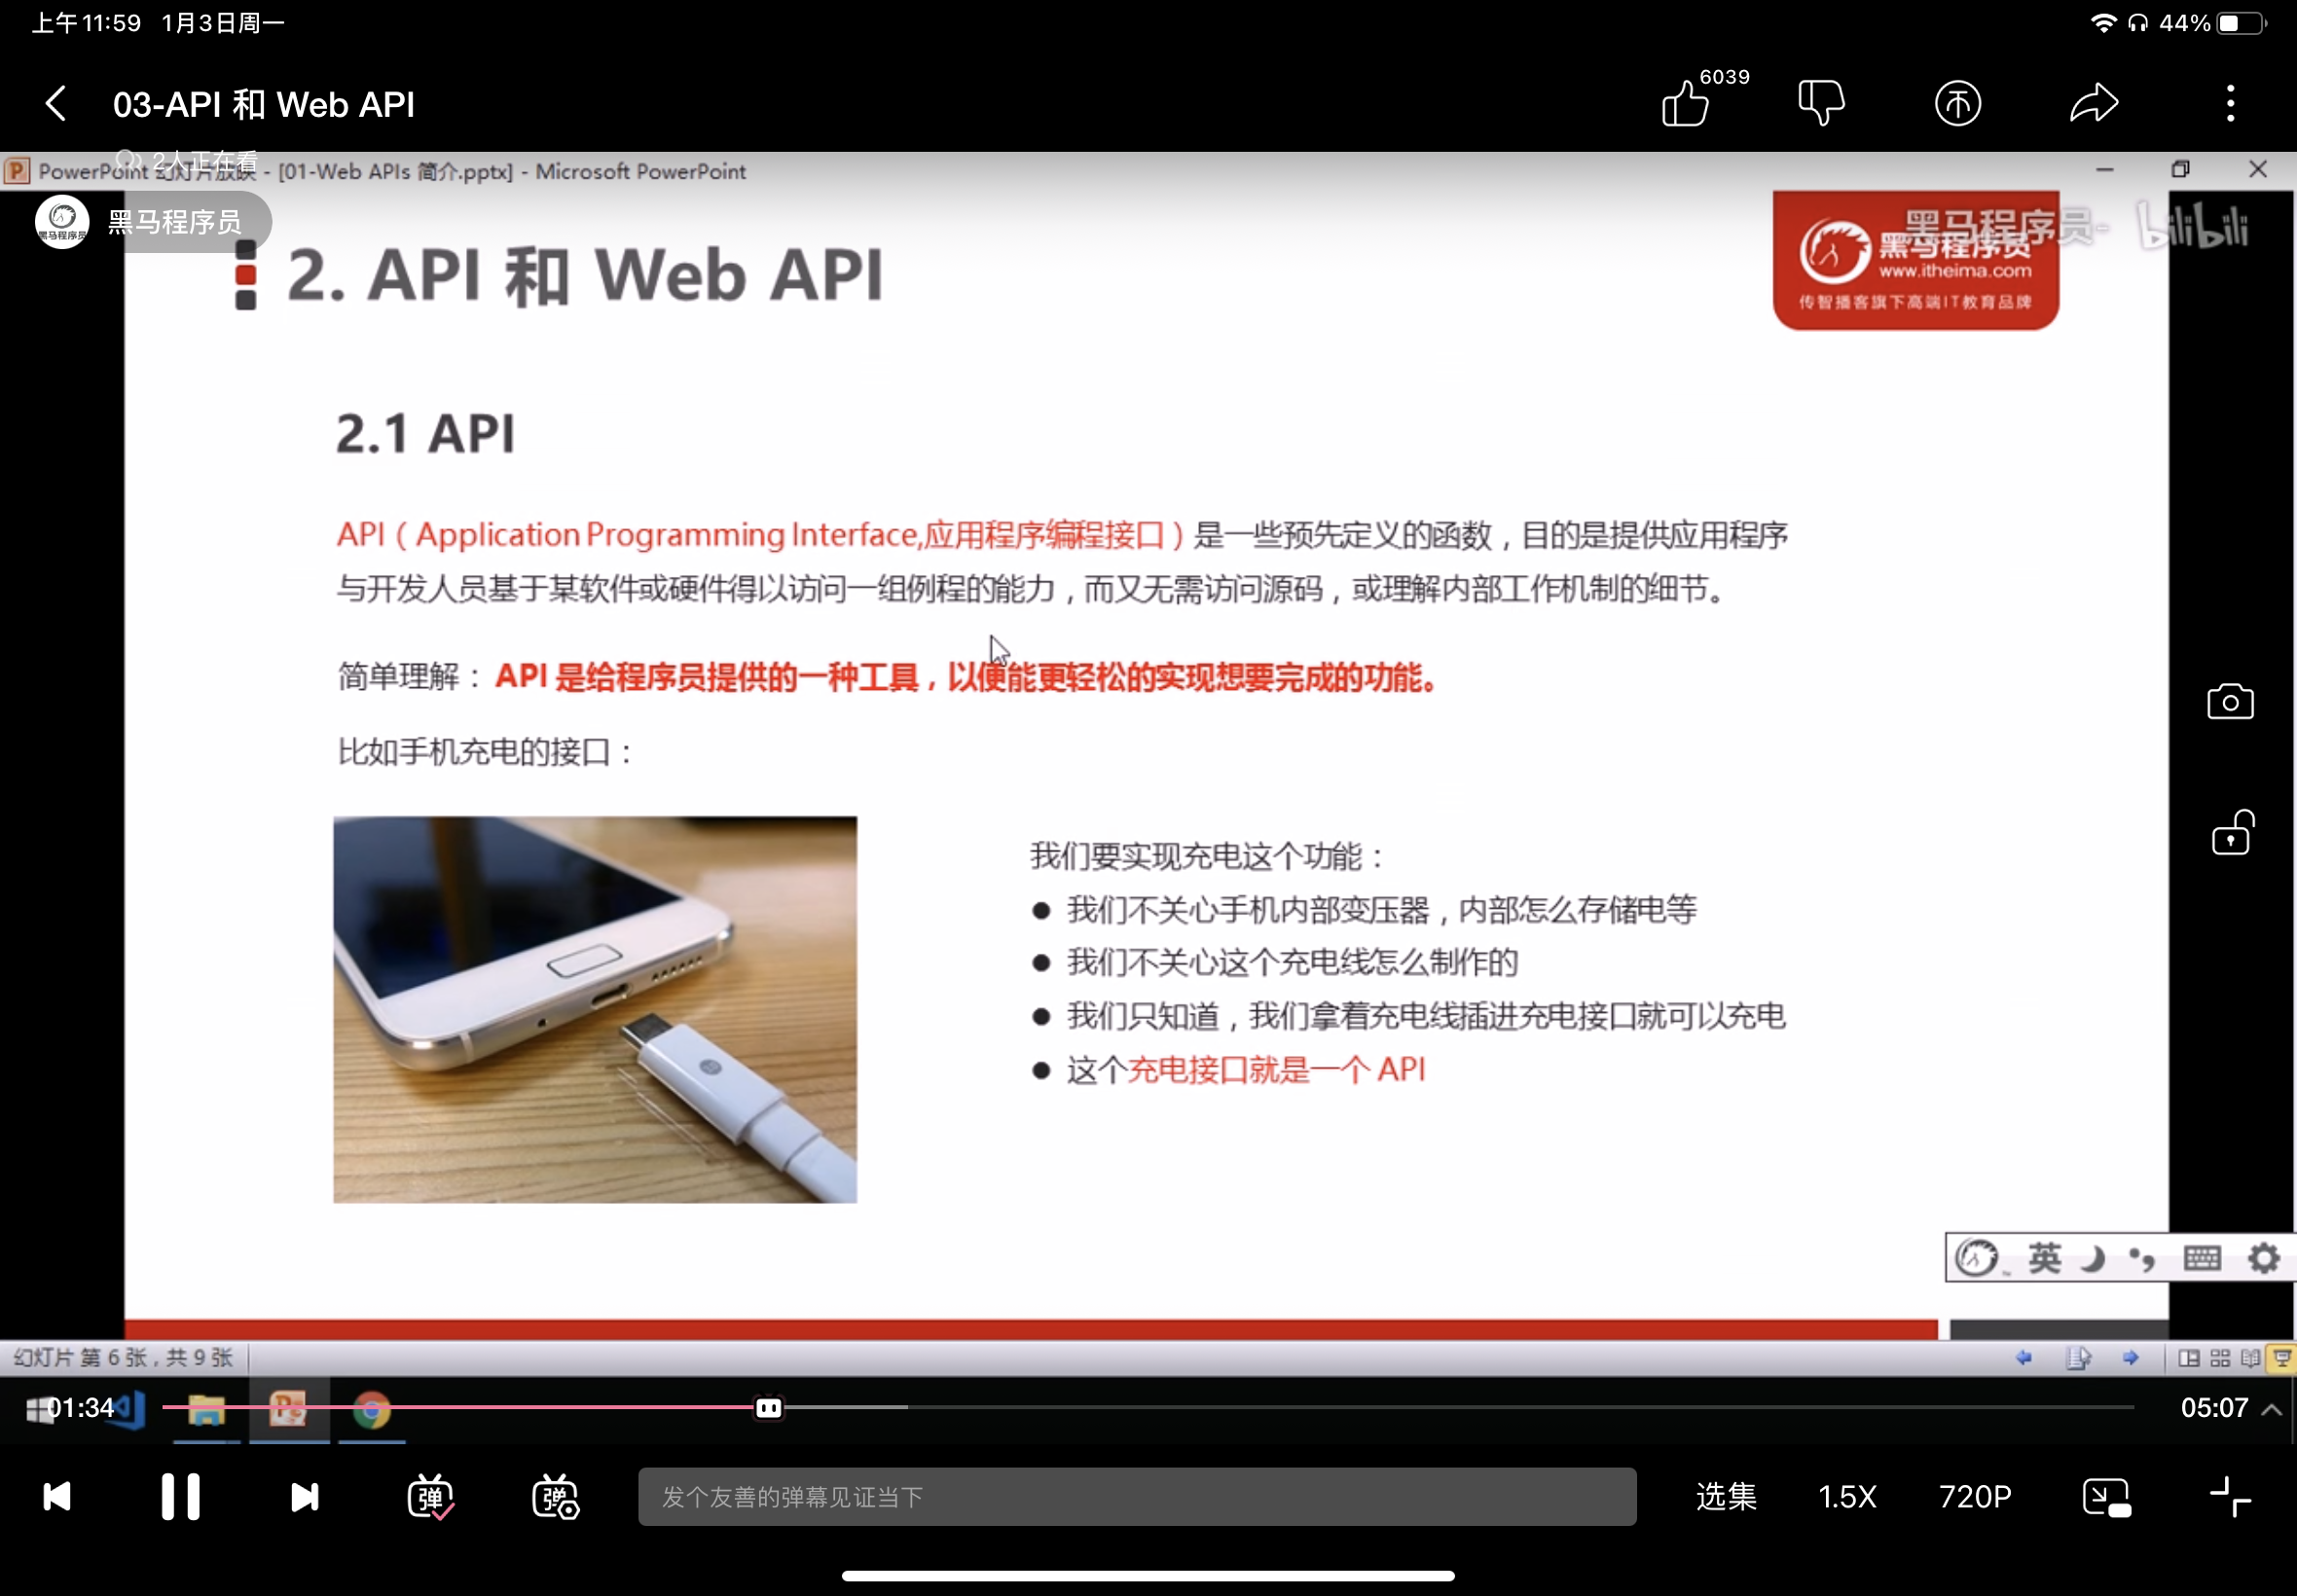 上午11:59 1月3日周一
44%
03-API 和 Web API
6039
2人正在看
PowerPoint 幻灯片放映 - [01-Web APIs 简介.pptx] - Microsoft PowerPoint
黑马程序员
黑马程序员
黑马程序员- bilibili
2. API 和 Web API
黑马程序员
www.itheima.com
传智播客旗下高端IT教育品牌
2.1 API
API（Application Programming Interface,应用程序编程接口）是一些预先定义的函数，目的是提供应用程序
与开发人员基于某软件或硬件得以访问一组例程的能力，而又无需访问源码，或理解内部工作机制的细节。
简单理解：API 是给程序员提供的一种工具，以便能更轻松的实现想要完成的功能。
比如手机充电的接口：
我们要实现充电这个功能：
● 我们不关心手机内部变压器，内部怎么存储电等
● 我们不关心这个充电线怎么制作的
● 我们只知道，我们拿着充电线插进充电接口就可以充电
● 这个充电接口就是一个 API
英
幻灯片 第 6 张，共 9 张
01:34
05:07
弹
弹
发个友善的弹幕见证当下
选集
1.5X
720P